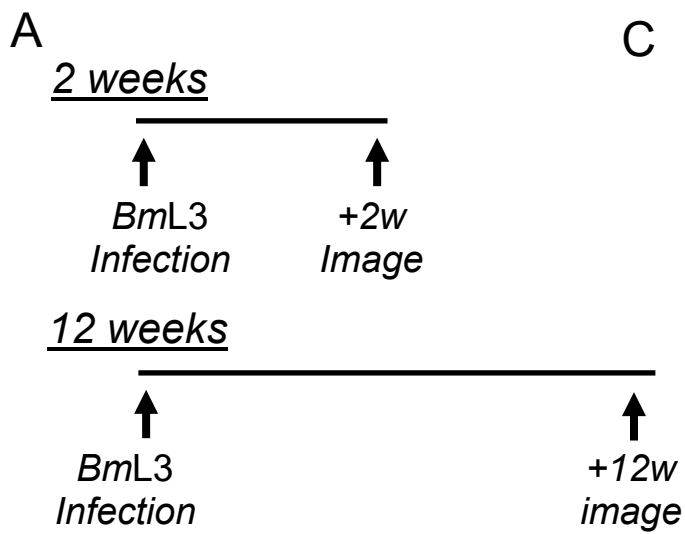 A
C
2 weeks
BmL3
Infection
+2w
Image
12 weeks
BmL3
Infection
+12w
image